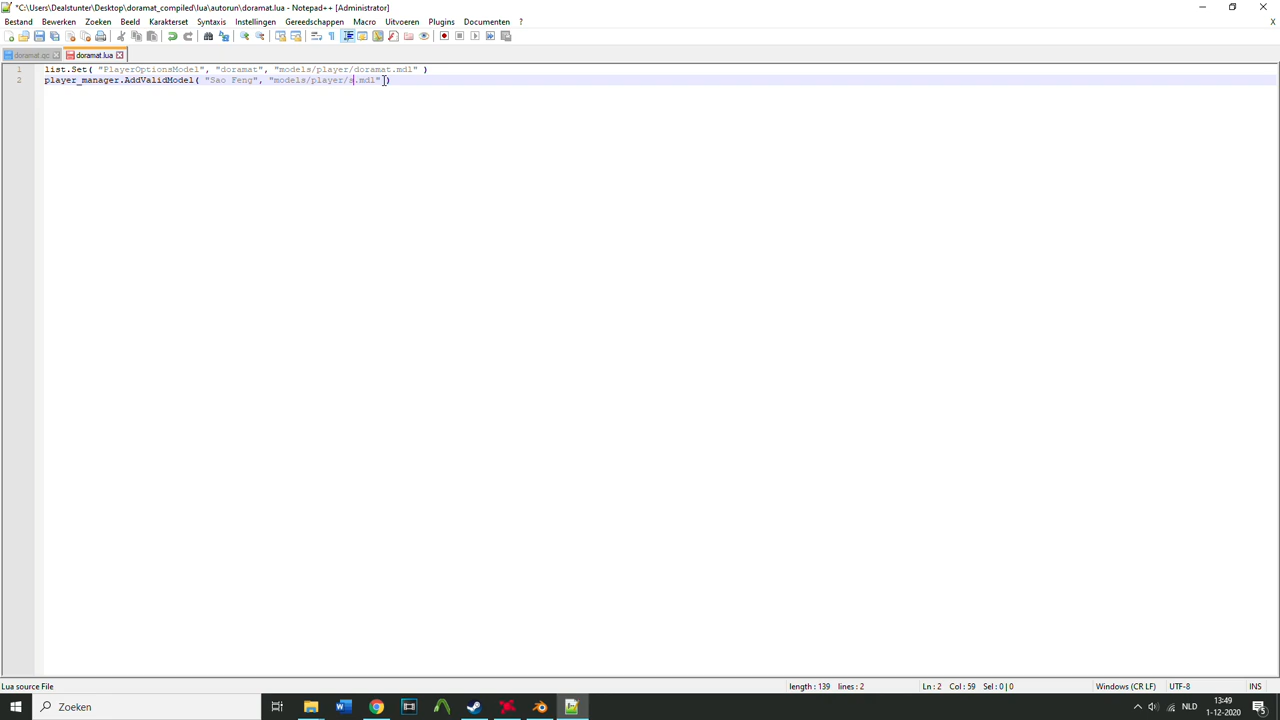 *C:\Users\Dealstunter\Desktop\doramat_compiled\lua\autorun\doramat.lua - Notepad++ [Administrator]
Bestand Bewerken Zoeken Beeld Karakterset Syntaxis Instellingen Gereedschappen Macro Uitvoeren Plugins Documenten ? X
doramat.qc doramat.lua
1 list.Set( "PlayerOptionsModel", "doramat", "models/player/doramat.mdl" )
2 player_manager.AddValidModel( "Sao Feng", "models/player/s.mdl" )
Lua source File length : 139 lines : 2 Ln : 2 Col : 59 Sel : 0 | 0 Windows (CR LF) UTF-8 INS
Zoeken NLD 13:49
1-12-2020